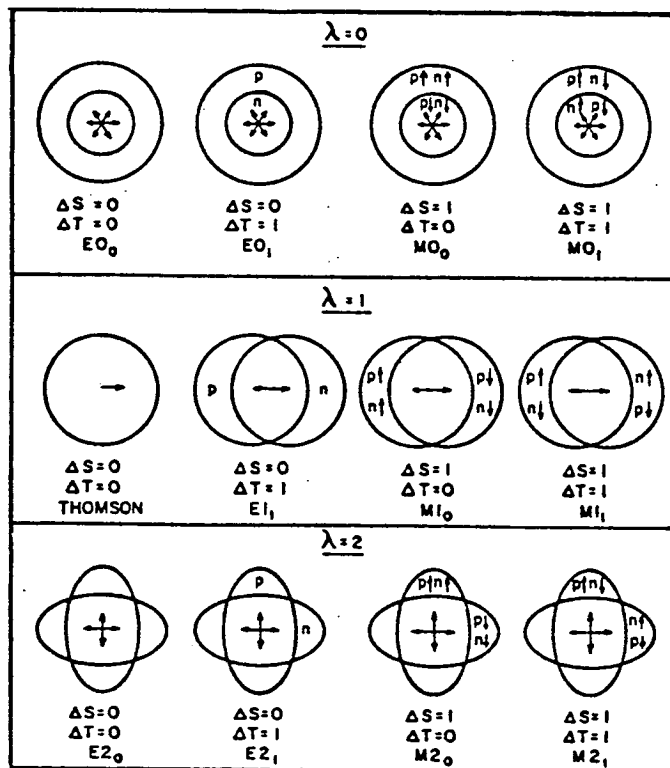 λ=0
p p↑ n↑ p↑ n↓
n p↓n↓ n↑ p↓
ΔS=0 ΔS=0 ΔS=1 ΔS=1
ΔT=0 ΔT=1 ΔT=0 ΔT=1
E0₀ E0₁ M0₀ M0₁
λ=1
p↑ p↓ p↑ n↑
p n
n↑ n↓ n↓ p↓
ΔS=0 ΔS=0 ΔS=1 ΔS=1
ΔT=0 ΔT=1 ΔT=0 ΔT=1
THOMSON E1₁ M1₀ M1₁
λ=2
p p↑n↑ p↑n↓
n p↓ n↑
n↓ p↓
ΔS=0 ΔS=0 ΔS=1 ΔS=1
ΔT=0 ΔT=1 ΔT=0 ΔT=1
E2₀ E2₁ M2₀ M2₁